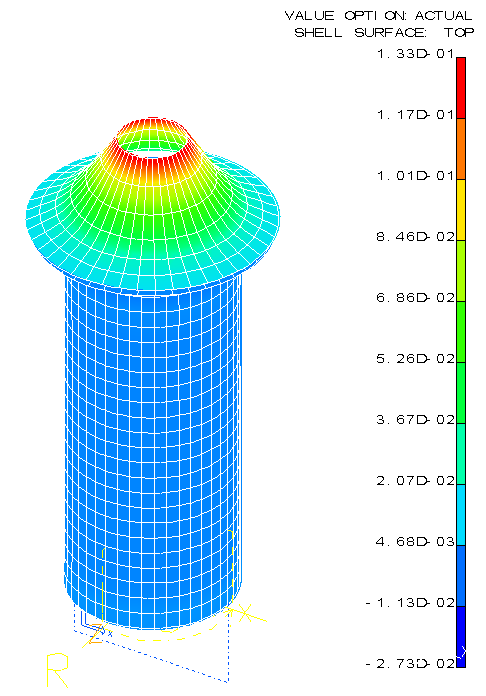 VALUE OPTION: ACTUAL
SHELL SURFACE: TOP
1.33D-01
1.17D-01
1.01D-01
8.46D-02
6.86D-02
5.26D-02
3.67D-02
2.07D-02
4.68D-03
-1.13D-02
-2.73D-02
X
R